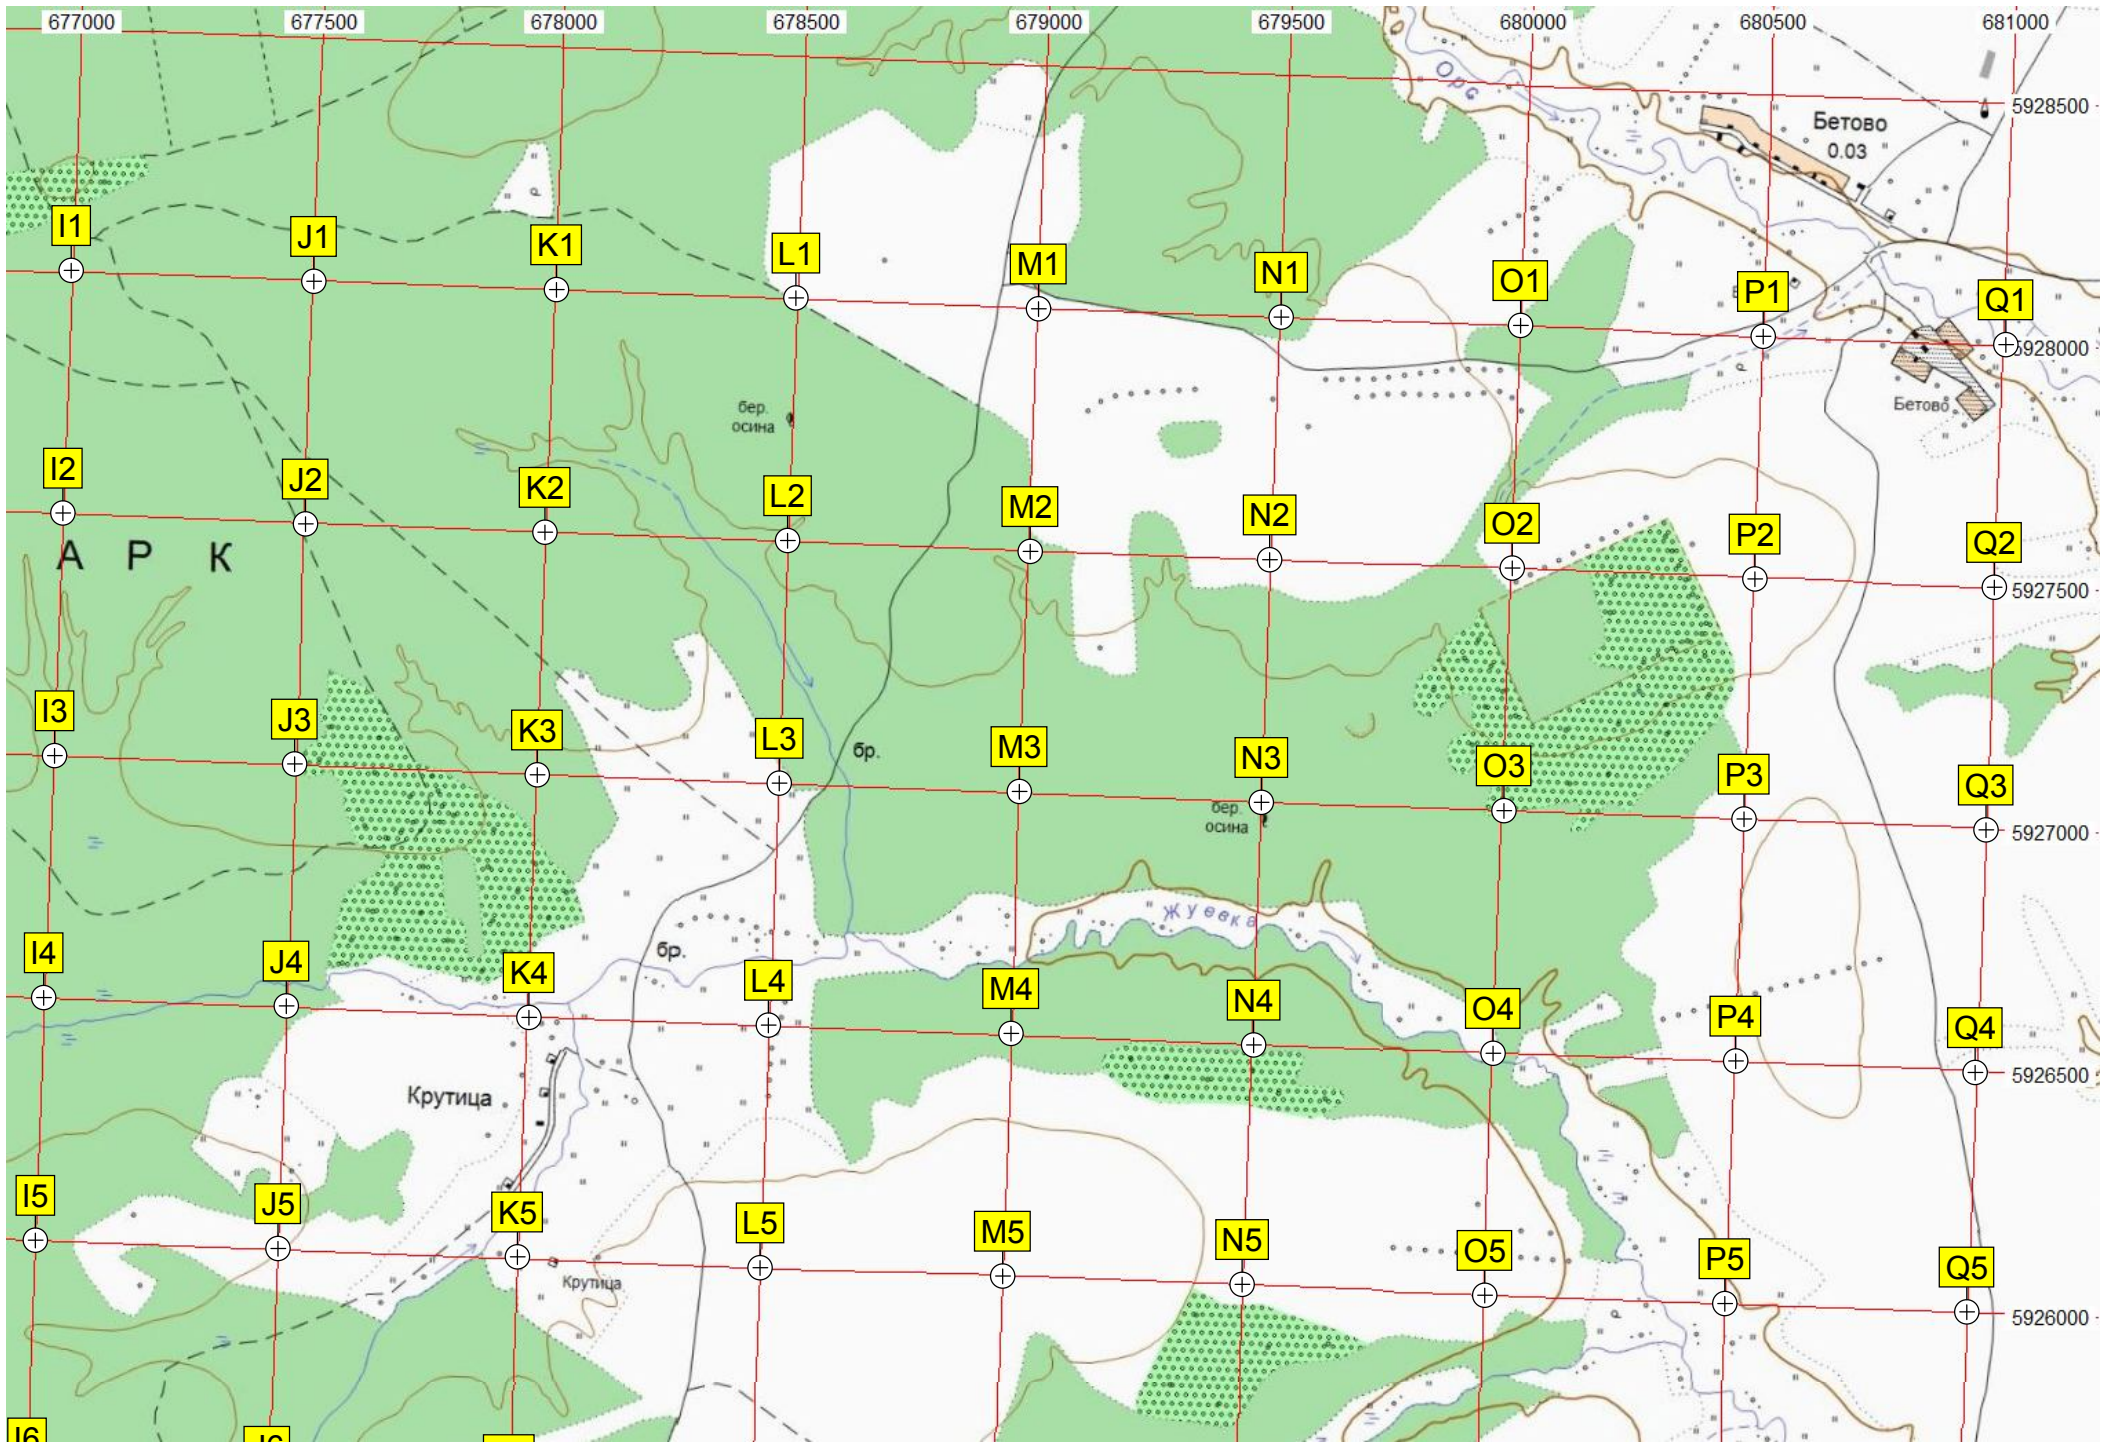 677000 677500 678000 678500 679000 679500 680000 680500 681000
Орс
5928500
Бетово
0.03
I1 J1 K1 L1 M1 N1 O1 P1 Q1
5928000
Бетово
бер.
осина
I2 J2 K2 L2 M2 N2 O2 P2 Q2
А Р К
5927500
I3 J3 K3 L3 M3 N3 O3 P3 Q3
бр.
бер.
осина
5927000
Жуевка
бр.
I4 J4 K4 L4 M4 N4 O4 P4 Q4
5926500
Крутица
I5 J5 K5 L5 M5 N5 O5 P5 Q5
Крутица
5926000
I6 J6